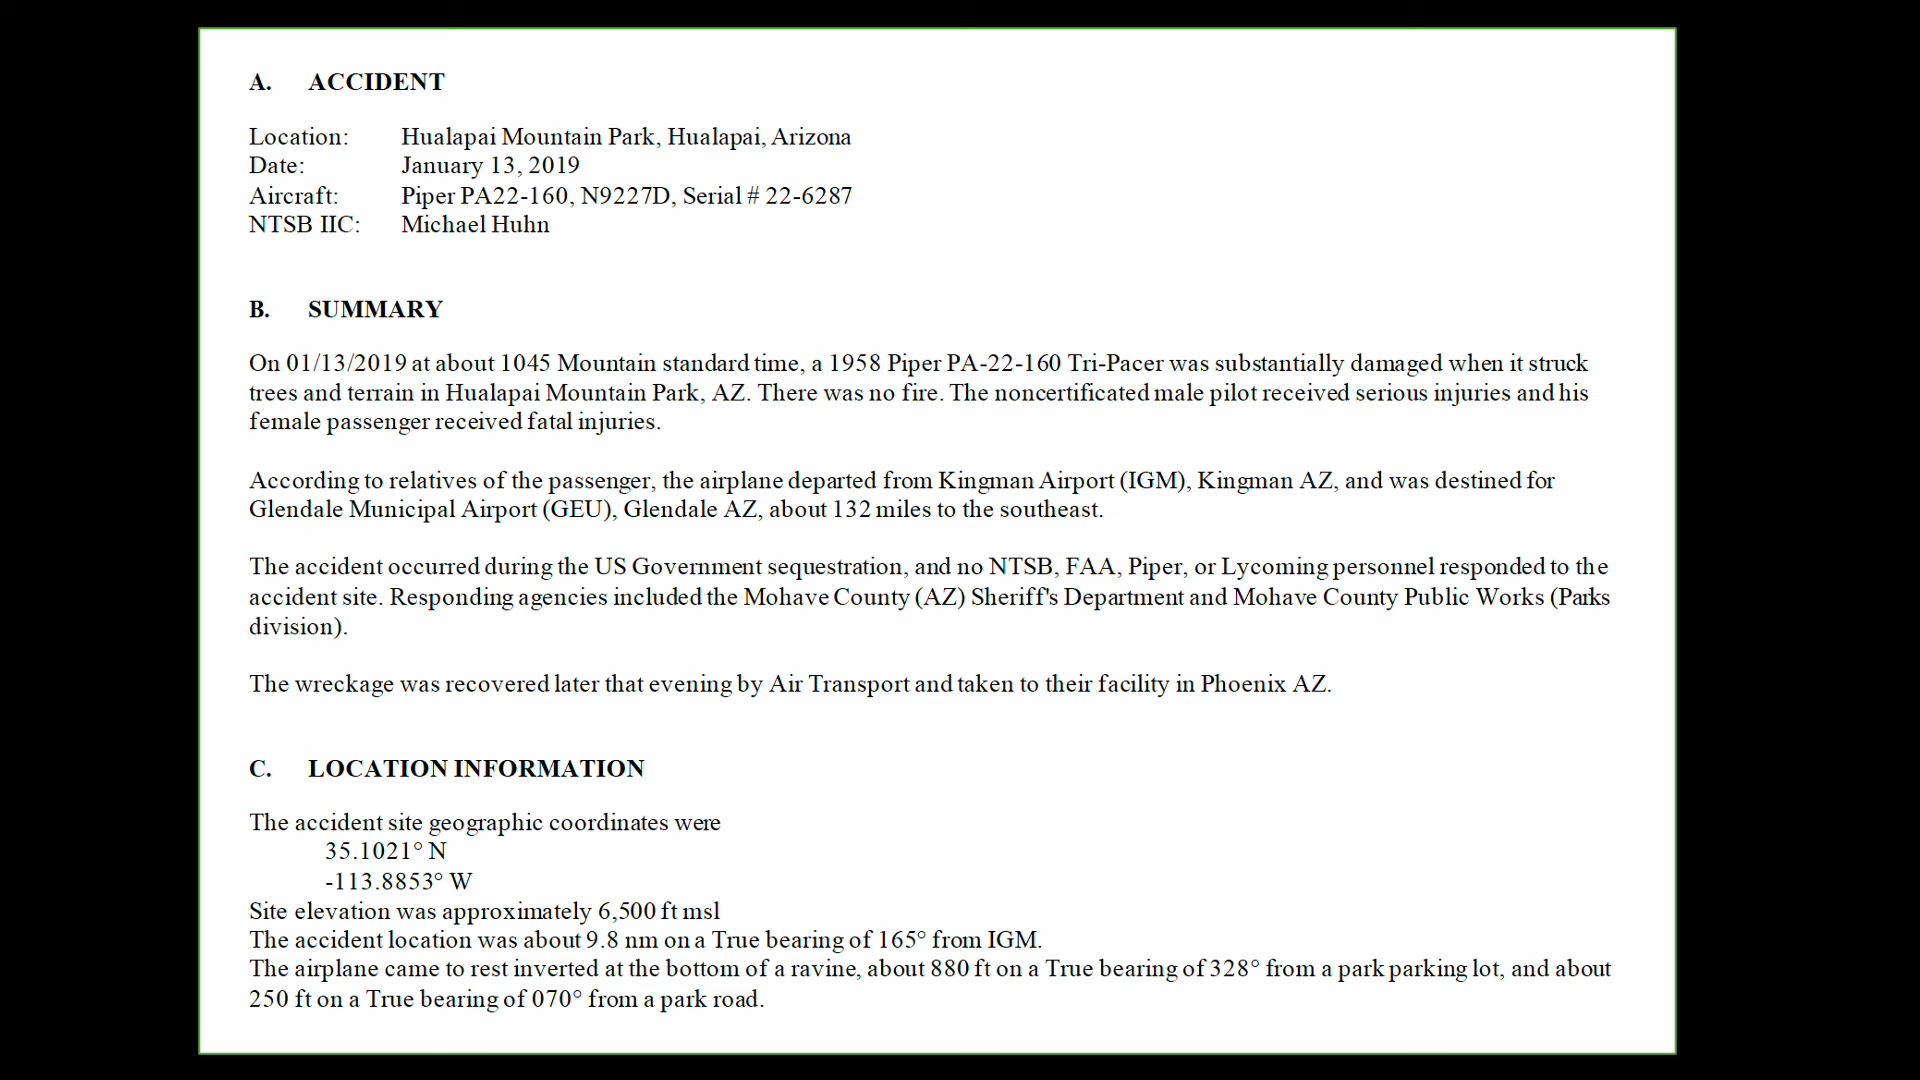 A. ACCIDENT
Location: Hualapai Mountain Park, Hualapai, Arizona
Date: January 13, 2019
Aircraft: Piper PA22-160, N9227D, Serial # 22-6287
NTSB IIC: Michael Huhn
B. SUMMARY
On 01/13/2019 at about 1045 Mountain standard time, a 1958 Piper PA-22-160 Tri-Pacer was substantially damaged when it struck
trees and terrain in Hualapai Mountain Park, AZ. There was no fire. The noncertificated male pilot received serious injuries and his
female passenger received fatal injuries.
According to relatives of the passenger, the airplane departed from Kingman Airport (IGM), Kingman AZ, and was destined for
Glendale Municipal Airport (GEU), Glendale AZ, about 132 miles to the southeast.
The accident occurred during the US Government sequestration, and no NTSB, FAA, Piper, or Lycoming personnel responded to the
accident site. Responding agencies included the Mohave County (AZ) Sheriff's Department and Mohave County Public Works (Parks
division).
The wreckage was recovered later that evening by Air Transport and taken to their facility in Phoenix AZ.
C. LOCATION INFORMATION
The accident site geographic coordinates were
35.1021° N
-113.8853° W
Site elevation was approximately 6,500 ft msl
The accident location was about 9.8 nm on a True bearing of 165° from IGM.
The airplane came to rest inverted at the bottom of a ravine, about 880 ft on a True bearing of 328° from a park parking lot, and about
250 ft on a True bearing of 070° from a park road.